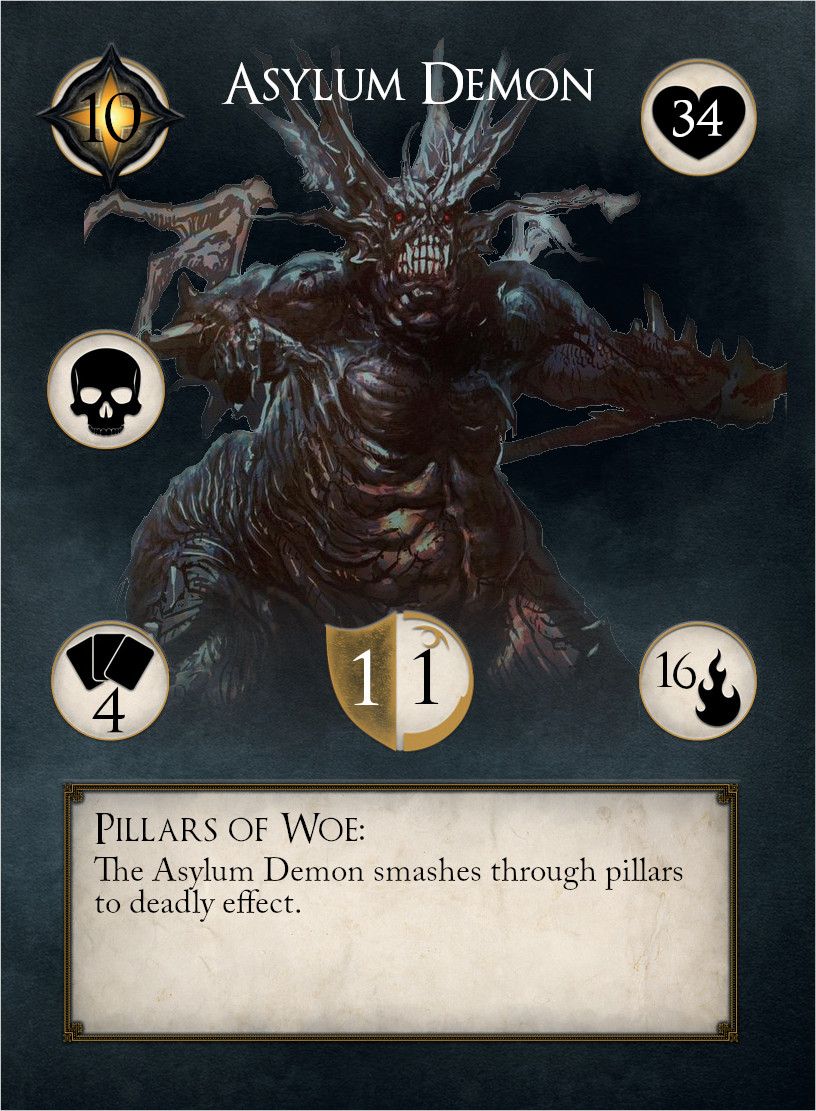 Asylum Demon
10
34
4
1 1
16
Pillars of Woe:
The Asylum Demon smashes through pillars
to deadly effect.